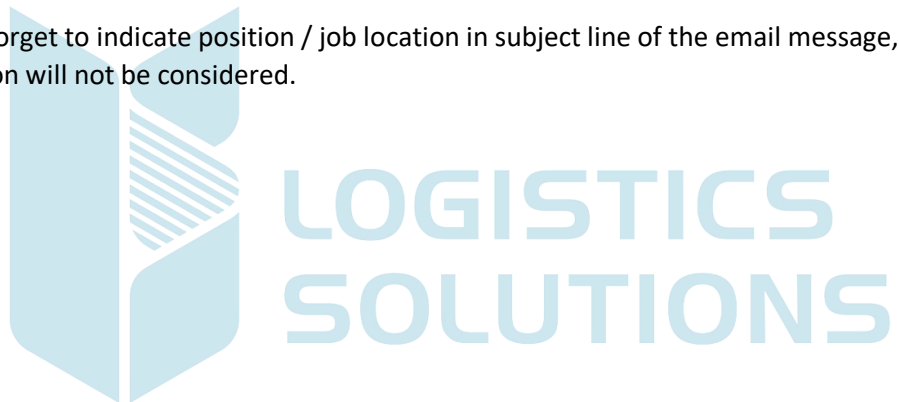 orget to indicate position / job location in subject line of the email message,
on will not be considered.
LOGISTICS
SOLUTIONS